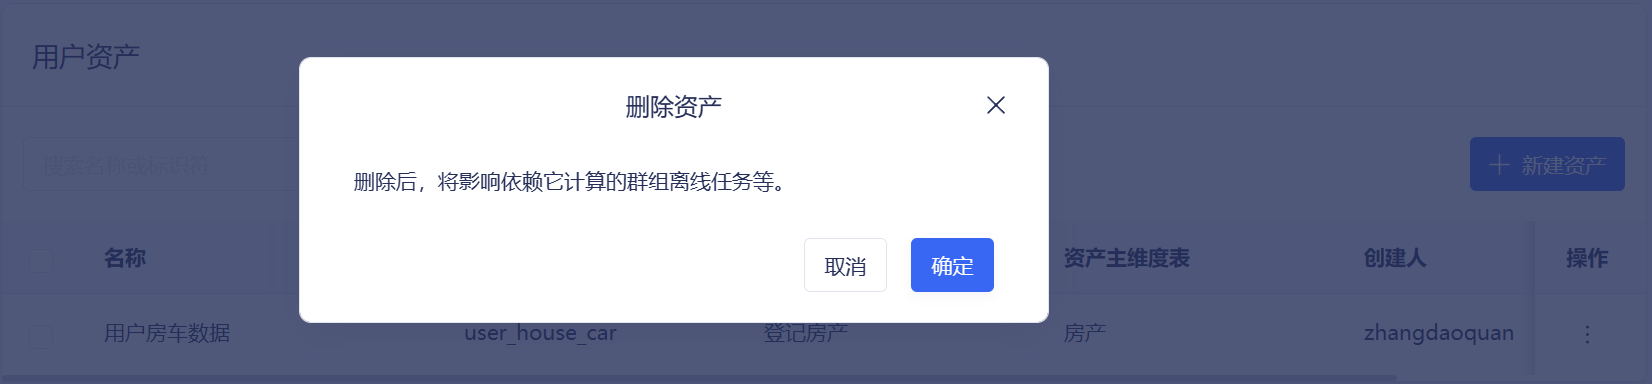 用户资产
删除资产
搜索名称或标识符
新建资产
删除后，将影响依赖它计算的群组离线任务等。
取消
确定
名称
资产主维度表
创建人
操作
用户房车数据
user_house_car
登记房产
房产
zhangdaoquan